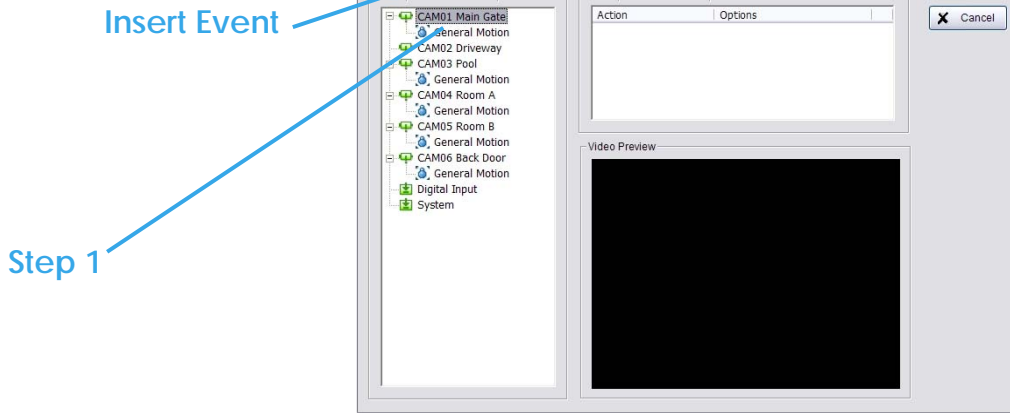 Insert Event
Step 1
CAM01 Main Gate
General Motion
CAM02 Driveway
CAM03 Pool
General Motion
CAM04 Room A
General Motion
CAM05 Room B
General Motion
CAM06 Back Door
General Motion
Digital Input
System
Action Options
Video Preview
Cancel